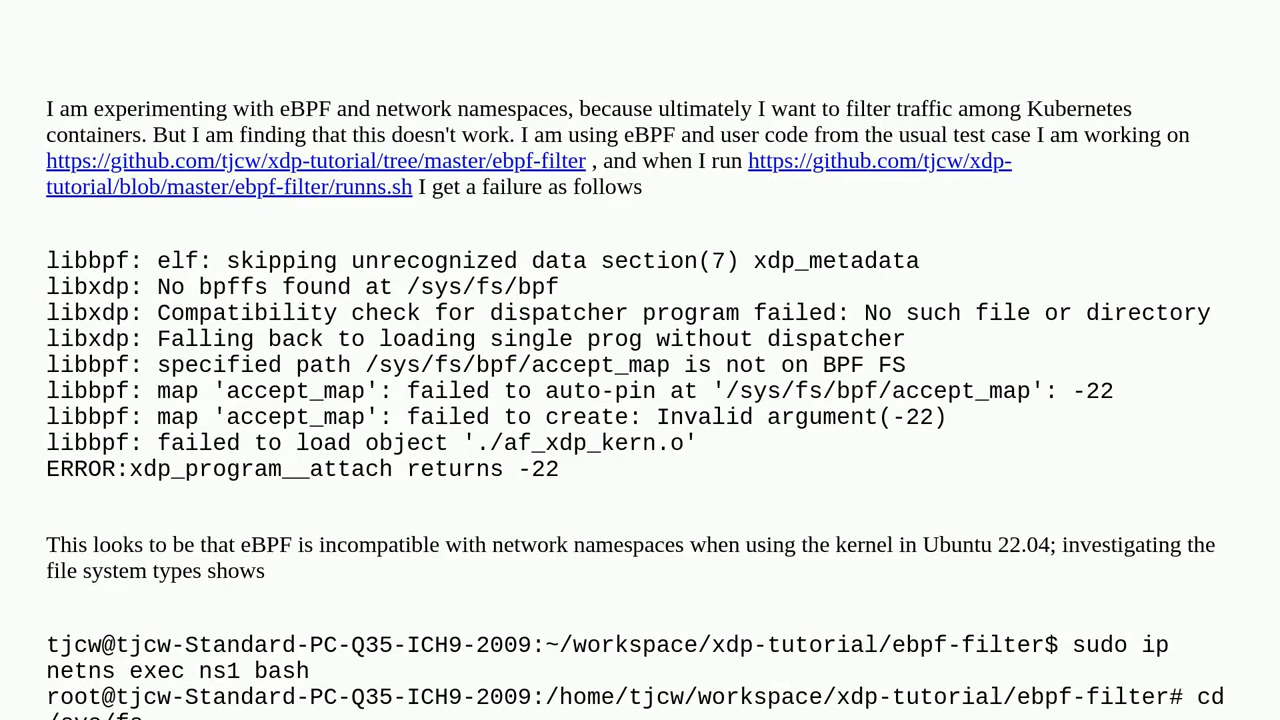 I am experimenting with eBPF and network namespaces, because ultimately I want to filter traffic among Kubernetes
containers. But I am finding that this doesn't work. I am using eBPF and user code from the usual test case I am working on
https://github.com/tjcw/xdp-tutorial/tree/master/ebpf-filter , and when I run https://github.com/tjcw/xdp-
tutorial/blob/master/ebpf-filter/runns.sh I get a failure as follows
libbpf: elf: skipping unrecognized data section(7) xdp_metadata
libxdp: No bpffs found at /sys/fs/bpf
libxdp: Compatibility check for dispatcher program failed: No such file or directory
libxdp: Falling back to loading single prog without dispatcher
libbpf: specified path /sys/fs/bpf/accept_map is not on BPF FS
libbpf: map 'accept_map': failed to auto-pin at '/sys/fs/bpf/accept_map': -22
libbpf: map 'accept_map': failed to create: Invalid argument(-22)
libbpf: failed to load object './af_xdp_kern.o'
ERROR:xdp_program__attach returns -22
This looks to be that eBPF is incompatible with network namespaces when using the kernel in Ubuntu 22.04; investigating the
file system types shows
tjcw@tjcw-Standard-PC-Q35-ICH9-2009:~/workspace/xdp-tutorial/ebpf-filter$ sudo ip
netns exec ns1 bash
root@tjcw-Standard-PC-Q35-ICH9-2009:/home/tjcw/workspace/xdp-tutorial/ebpf-filter# cd